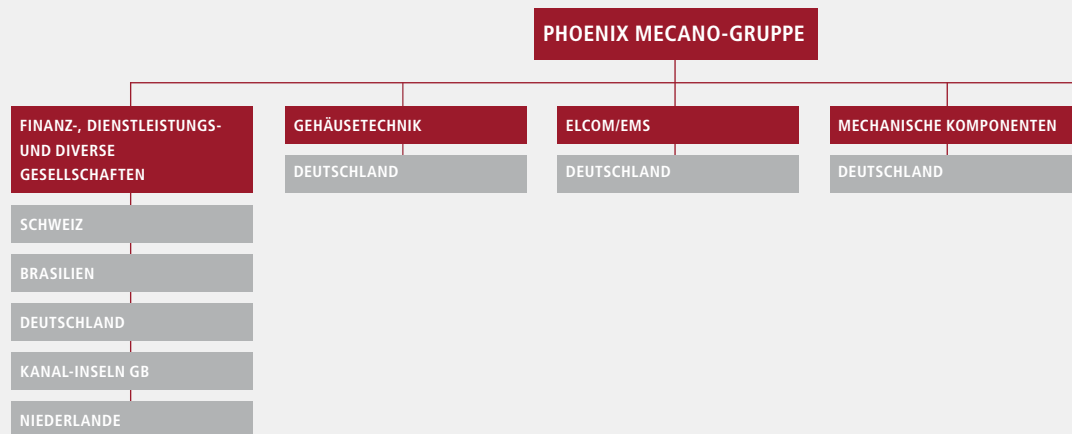 PHOENIX MECANO-GRUPPE
FINANZ-, DIENSTLEISTUNGS-
UND DIVERSE
GESELLSCHAFTEN
SCHWEIZ
BRASILIEN
DEUTSCHLAND
KANAL-INSELN GB
NIEDERLANDE
GEHÄUSETECHNIK
DEUTSCHLAND
ELCOM/EMS
DEUTSCHLAND
MECHANISCHE KOMPONENTEN
DEUTSCHLAND